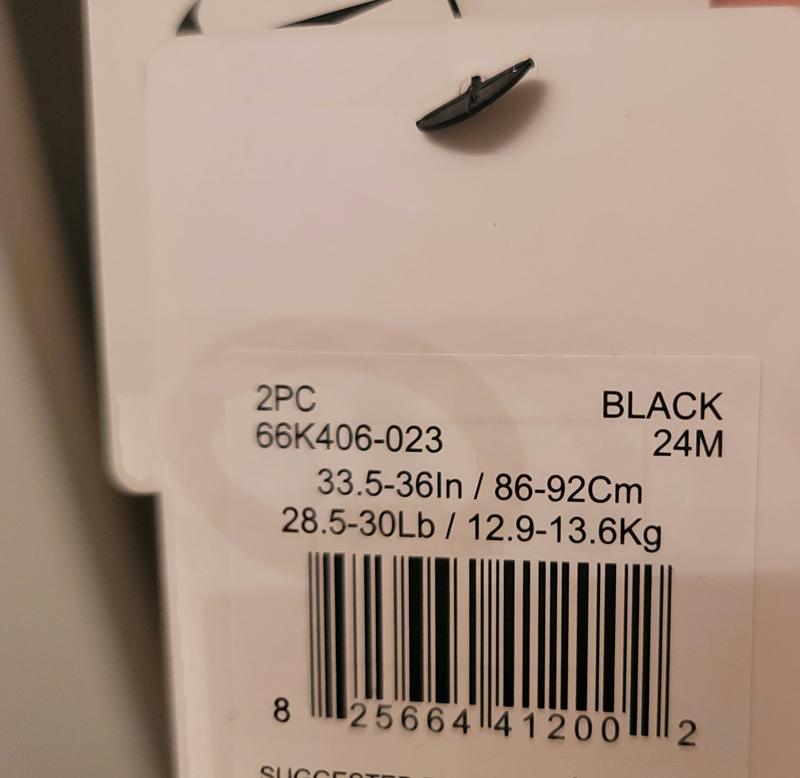 2PC BLACK
66K406-023 24M
33.5-36In / 86-92Cm
28.5-30Lb / 12.9-13.6Kg
8 25664 41200 2
SUGGESTED